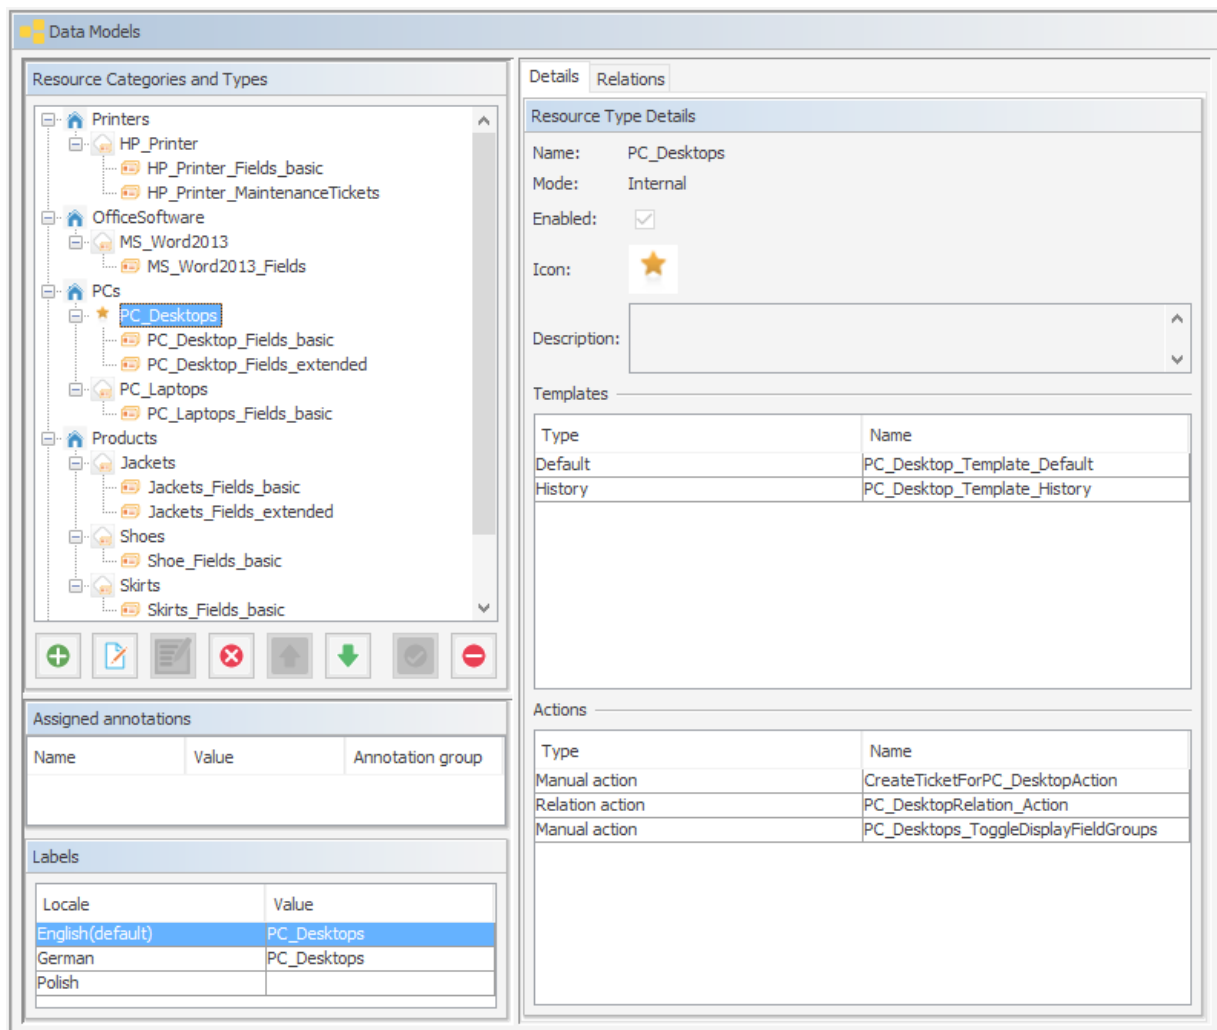 Data Models
Resource Categories and Types
Printers
HP_Printer
HP_Printer_Fields_basic
HP_Printer_MaintenanceTickets
OfficeSoftware
MS_Word2013
MS_Word2013_Fields
PCs
PC_Desktops
PC_Desktop_Fields_basic
PC_Desktop_Fields_extended
PC_Laptops
PC_Laptops_Fields_basic
Products
Jackets
Jackets_Fields_basic
Jackets_Fields_extended
Shoes
Shoe_Fields_basic
Skirts
Skirts_Fields_basic
Assigned annotations
Name Value Annotation group
Labels
Locale Value
English(default) PC_Desktops
German PC_Desktops
Polish
Details Relations
Resource Type Details
Name: PC_Desktops
Mode: Internal
Enabled:
Icon:
Description:
Templates
Type Name
Default PC_Desktop_Template_Default
History PC_Desktop_Template_History
Actions
Type Name
Manual action CreateTicketForPC_DesktopAction
Relation action PC_DesktopRelation_Action
Manual action PC_Desktops_ToggleDisplayFieldGroups